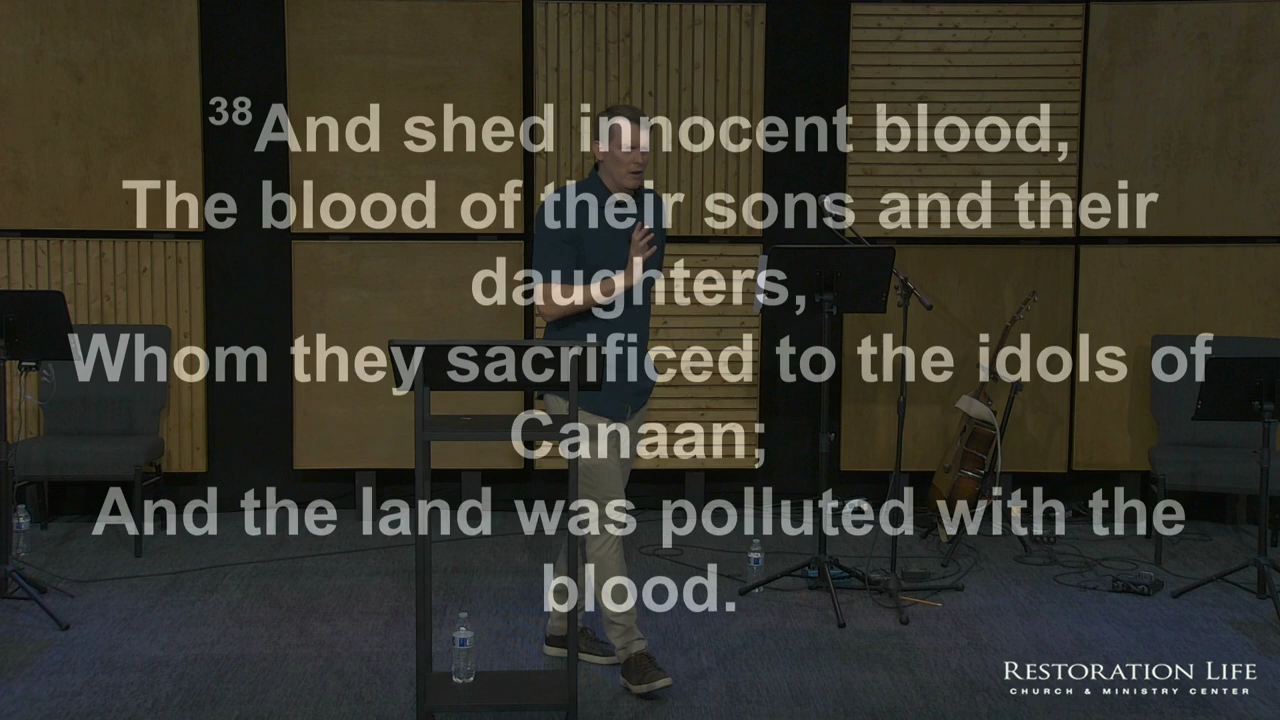 38And shed innocent blood,
The blood of their sons and their
daughters,
Whom they sacrificed to the idols of
Canaan;
And the land was polluted with the
blood.
RESTORATION LIFE
CHURCH & MINISTRY CENTER